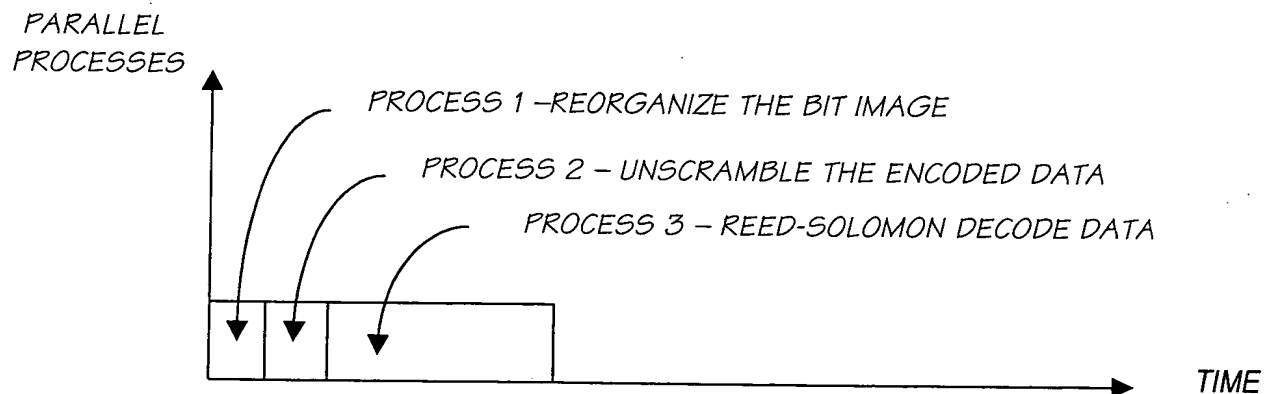 PARALLEL
PROCESSES
PROCESS 1 –REORGANIZE THE BIT IMAGE
PROCESS 2 – UNSCRAMBLE THE ENCODED DATA
PROCESS 3 – REED-SOLOMON DECODE DATA
TIME